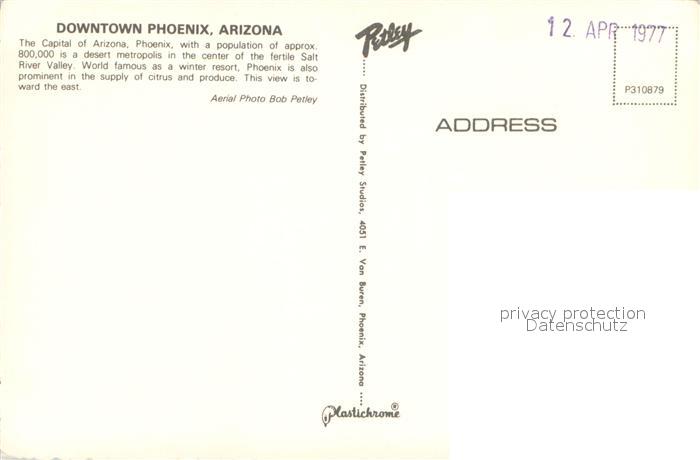 DOWNTOWN PHOENIX, ARIZONA
The Capital of Arizona, Phoenix, with a population of approx.
800,000 is a desert metropolis in the center of the fertile Salt
River Valley. World famous as a winter resort, Phoenix is also
prominent in the supply of citrus and produce. This view is to-
ward the east.
Aerial Photo Bob Petley
Petley
..... Distributed by Petley Studios, 4051 E. Van Buren, Phoenix, Arizona ....
Plastichrome®
12 APR 1977
P310879
ADDRESS
privacy protection
Datenschutz